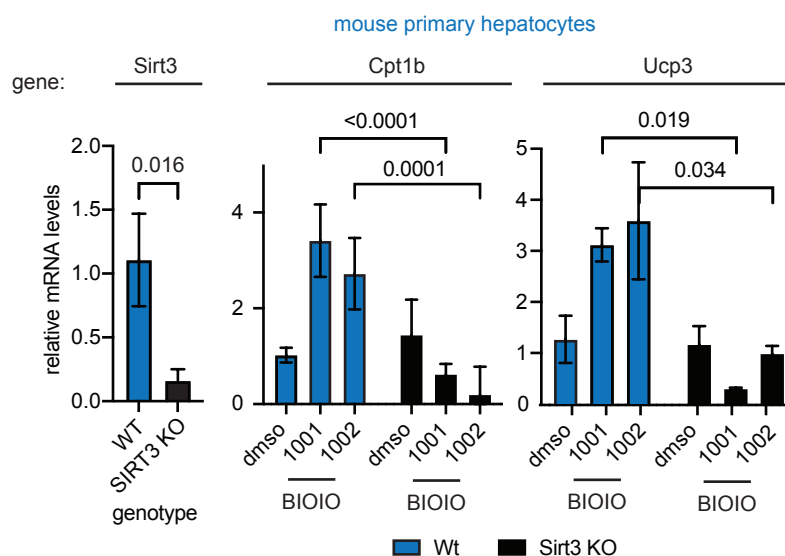 mouse primary hepatocytes
gene:
Sirt3
Cpt1b
Ucp3
relative mRNA levels
2.0
1.5
1.0
0.5
0.0
0.016
WT
SIRT3 KO
genotype
4
2
0
<0.0001
0.0001
dmso
1001
1002
dmso
1001
1002
BIOIO
BIOIO
5
4
3
2
1
0
0.019
0.034
dmso
1001
1002
dmso
1001
1002
BIOIO
BIOIO
Wt
Sirt3 KO